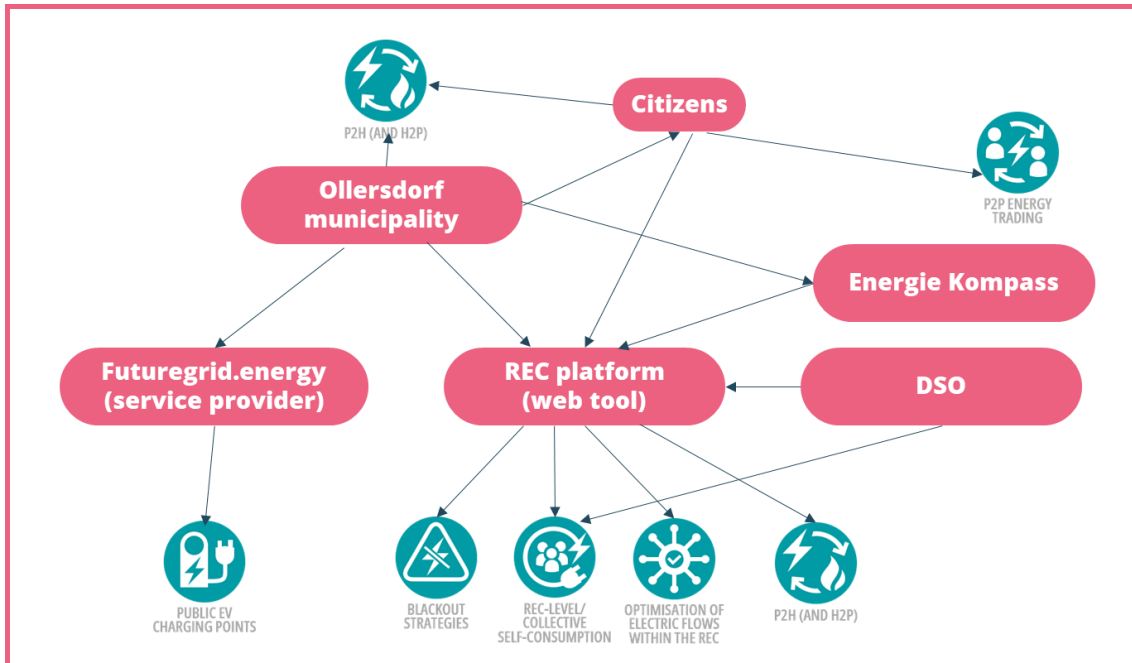 Citizens
P2H (AND H2P)
P2P ENERGY
TRADING
Ollersdorf
municipality
Energie Kompass
Futuregrid.energy
(service provider)
REC platform
(web tool)
DSO
PUBLIC EV
CHARGING POINTS
BLACKOUT
STRATEGIES
REC-LEVEL/
COLLECTIVE
SELF-CONSUMPTION
OPTIMISATION OF
ELECTRIC FLOWS
WITHIN THE REC
P2H (AND H2P)